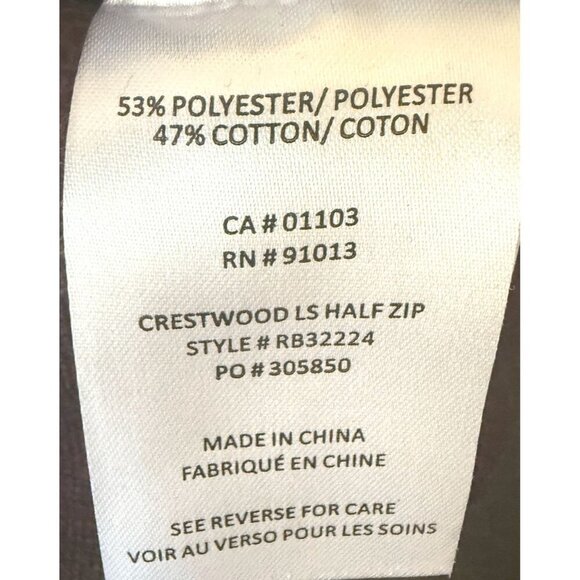 53% POLYESTER/ POLYESTER
47% COTTON/ COTON
CA # 01103
RN # 91013
CRESTWOOD LS HALF ZIP
STYLE # RB32224
PO # 305850
MADE IN CHINA
FABRIQUÉ EN CHINE
SEE REVERSE FOR CARE
VOIR AU VERSO POUR LES SOINS